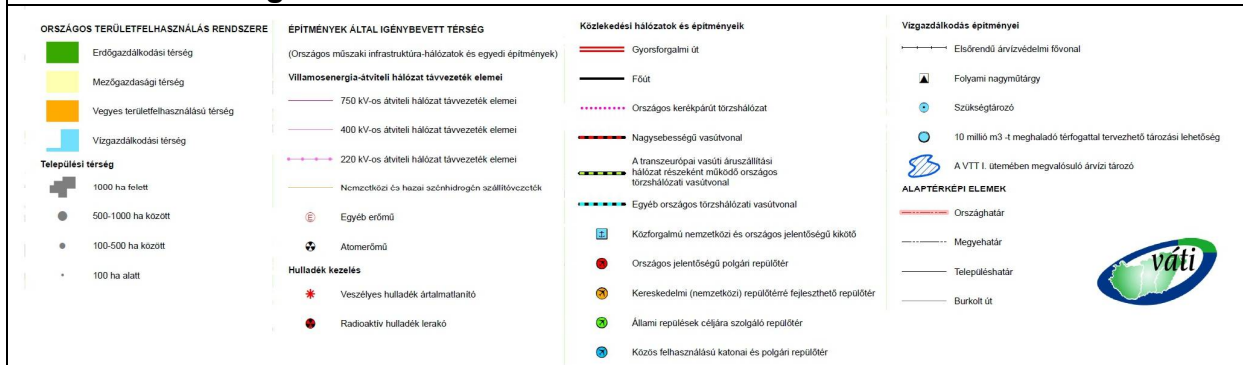 ORSZÁGOS TERÜLETFELHASZNÁLÁS RENDSZERE
Erdőgazdálkodási térség
Mezőgazdasági térség
Vegyes területfelhasználású térség
Vízgazdálkodási térség
Települési térség
1000 ha felett
500-1000 ha között
100-500 ha között
100 ha alatt
ÉPÍTMÉNYEK ÁLTAL IGÉNYBEVETT TÉRSÉG
(Országos műszaki infrastruktúra-hálózatok és egyedi építmények)
Villamosenergia-átviteli hálózat távvezeték elemei
750 kV-os átviteli hálózat távvezeték elemei
400 kV-os átviteli hálózat távvezeték elemei
220 kV-os átviteli hálózat távvezeték elemei
Nemzetközi és hazai szénhidrogén szállítóvezeték
É
Egyéb erőmű
Atomerőmű
Hulladék kezelés
Veszélyes hulladék ártalmatlanító
Radioaktív hulladék lerakó
Közlekedési hálózatok és építményeik
Gyorsforgalmi út
Főút
Országos kerékpárút törzshálózat
Nagysebességű vasútvonal
A transzeurópai vasúti áruszállítási
hálózat részeként működő országos
törzshálózati vasútvonal
Egyéb országos törzshálózati vasútvonal
Közforgalmú nemzetközi és országos jelentőségű kikötő
Országos jelentőségű polgári repülőtér
Kereskedelmi (nemzetközi) repülőtérré fejleszthető repülőtér
Állami repülések céljára szolgáló repülőtér
Közös felhasználású katonai és polgári repülőtér
Vízgazdálkodás építményei
Elsőrendű árvízvédelmi fővonal
Folyami nagyműtárgy
Szükségtározó
10 millió m3 -t meghaladó térfogattal tervezhető tározási lehetőség
A VTT I. ütemében megvalósuló árvízi tározó
ALAPTÉRKÉPI ELEMEK
Országhatár
Megyehatár
Településhatár
Burkolt út
váti